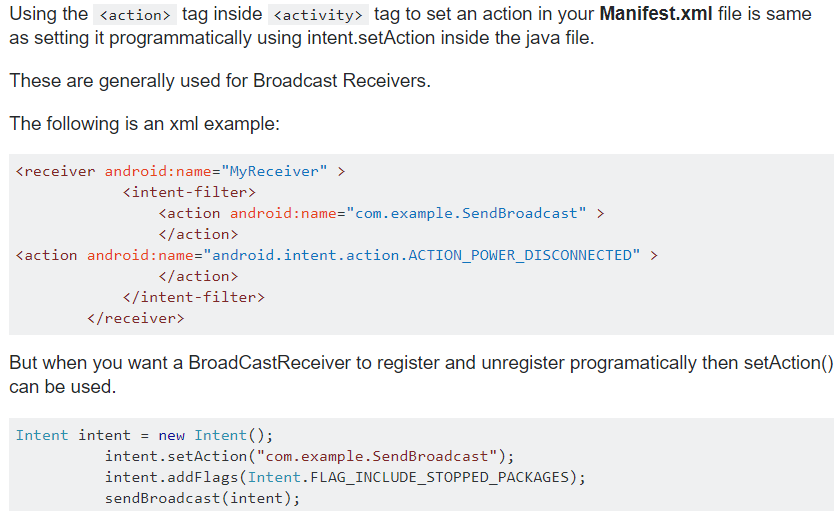 Using the <action> tag inside <activity> tag to set an action in your Manifest.xml file is same
as setting it programmatically using intent.setAction inside the java file.
These are generally used for Broadcast Receivers.
The following is an xml example:
<receiver android:name="MyReceiver" >
<intent-filter>
<action android:name="com.example.SendBroadcast" >
</action>
<action android:name="android.intent.action.ACTION_POWER_DISCONNECTED" >
</action>
</intent-filter>
</receiver>
But when you want a BroadCastReceiver to register and unregister programatically then setAction()
can be used.
Intent intent = new Intent();
intent.setAction("com.example.SendBroadcast");
intent.addFlags(Intent.FLAG_INCLUDE_STOPPED_PACKAGES);
sendBroadcast(intent);